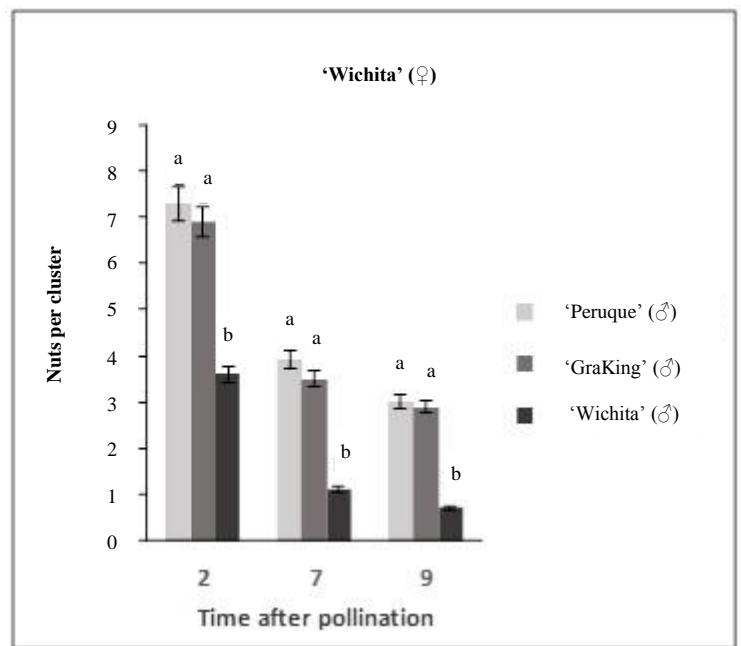 ‘Wichita’ (♀)
Nuts per cluster
9
8
7
6
5
4
3
2
1
0
a
a
b
a
a
b
a
a
b
2 7 9
Time after pollination
‘Peruque’ (♂)
‘GraKing’ (♂)
‘Wichita’ (♂)